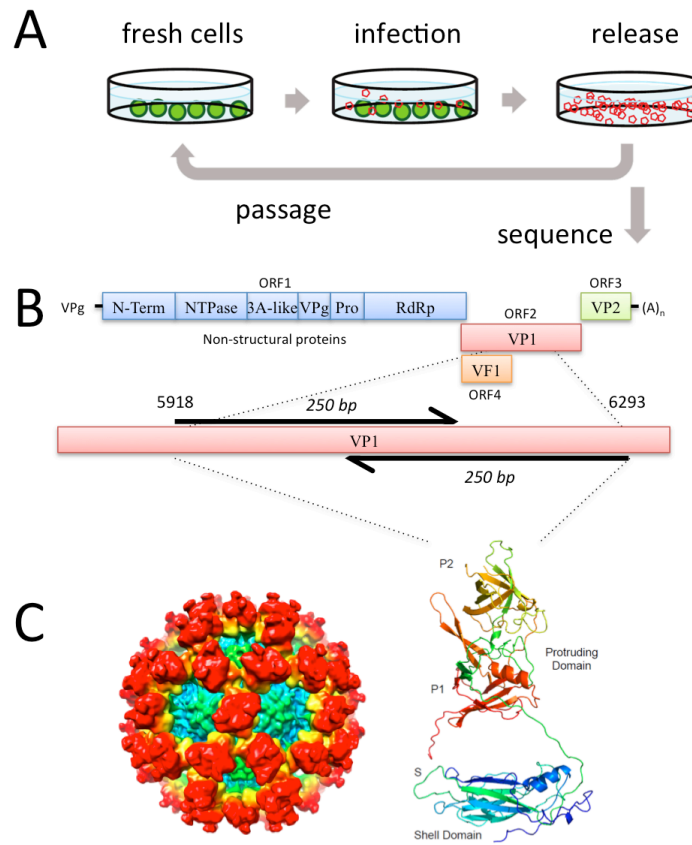 A
fresh cells
infection
release
passage
sequence
B
VPg
ORF1
N-Term
NTPase
3A-like
VPg
Pro
RdRp
Non-structural proteins
ORF2
VP1
ORF3
VP2
(A)n
VF1
ORF4
5918
250 bp
6293
VP1
250 bp
C
P2
Protruding
Domain
P1
S
Shell Domain